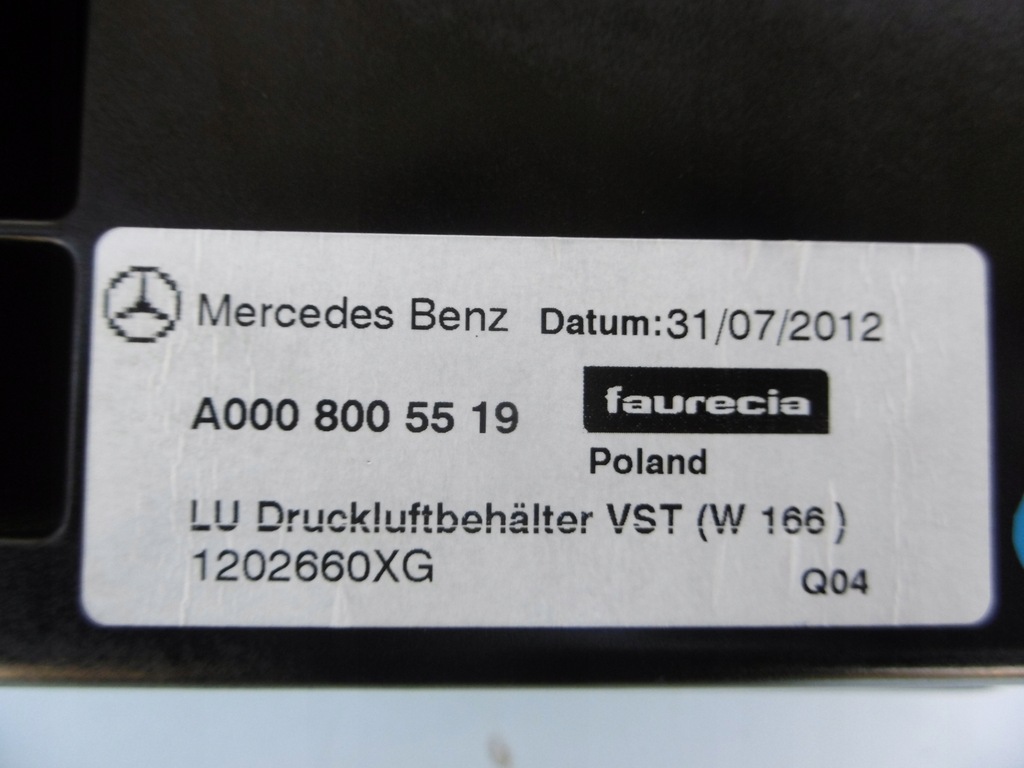 Mercedes Benz Datum:31/07/2012
A000 800 55 19
faurecia
Poland
LU Druckluftbehälter VST (W 166)
1202660XG
Q04